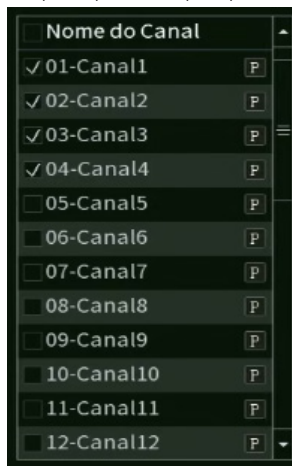 Nome do Canal
01-Canal1 P
02-Canal2 P
03-Canal3 P
04-Canal4 P
05-Canal5 P
06-Canal6 P
07-Canal7 P
08-Canal8 P
09-Canal9 P
10-Canal10 P
11-Canal11 P
12-Canal12 P